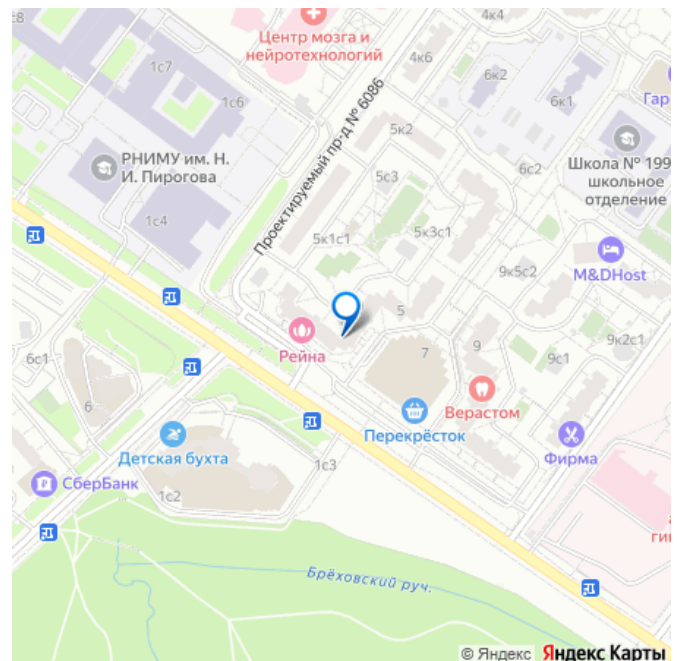 с8
4к4
Центр мозга и
нейротехнологий
1с7
4к6
6к2
Гар
1с6
6к1
5к2
Проектируемый пр-д № 6086
РНИМУ им. Н.
И. Пирогова
Школа № 199
школьное
отделение
6с2
5с3
1с4
5к1с1
5к3с1
9к5с2
M&DHost
5
Рейна
7
9
9к2с1
6с1
9с1
Верастом
6
Перекрёсток
Фирма
Детская бухта
1с3
СберБанк
1с2
ги
Брёховский руч.
© Яндекс Яндекс Карты